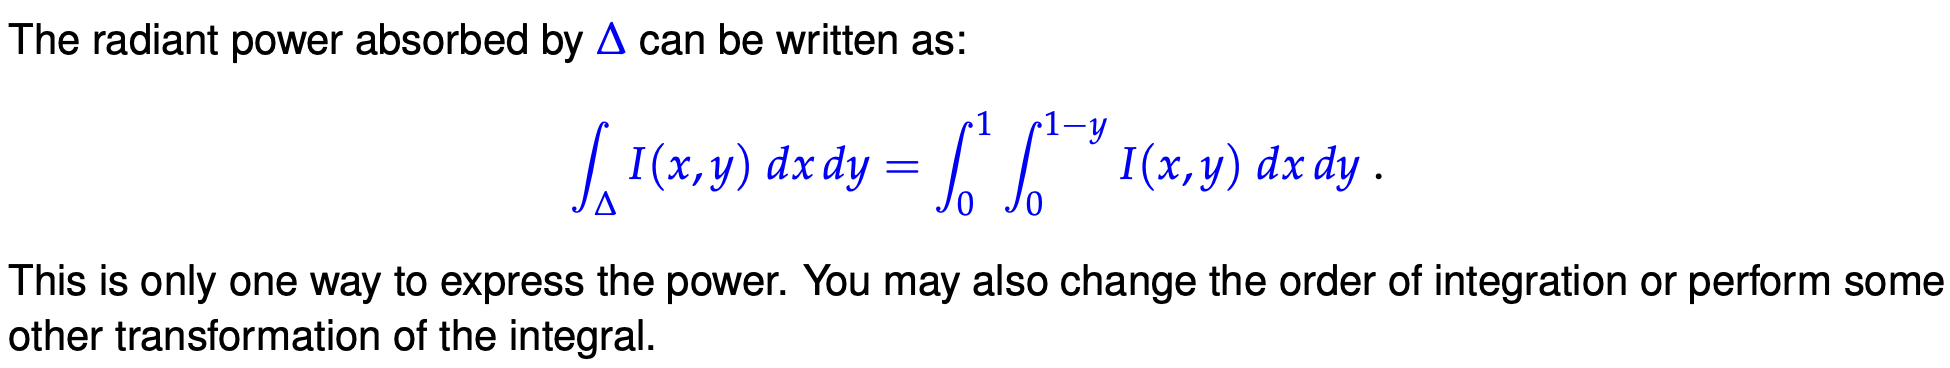 The radiant power absorbed by Δ can be written as:
∫_Δ I(x,y) dx dy = ∫_0^1 ∫_0^{1−y} I(x,y) dx dy .
This is only one way to express the power. You may also change the order of integration or perform some
other transformation of the integral.